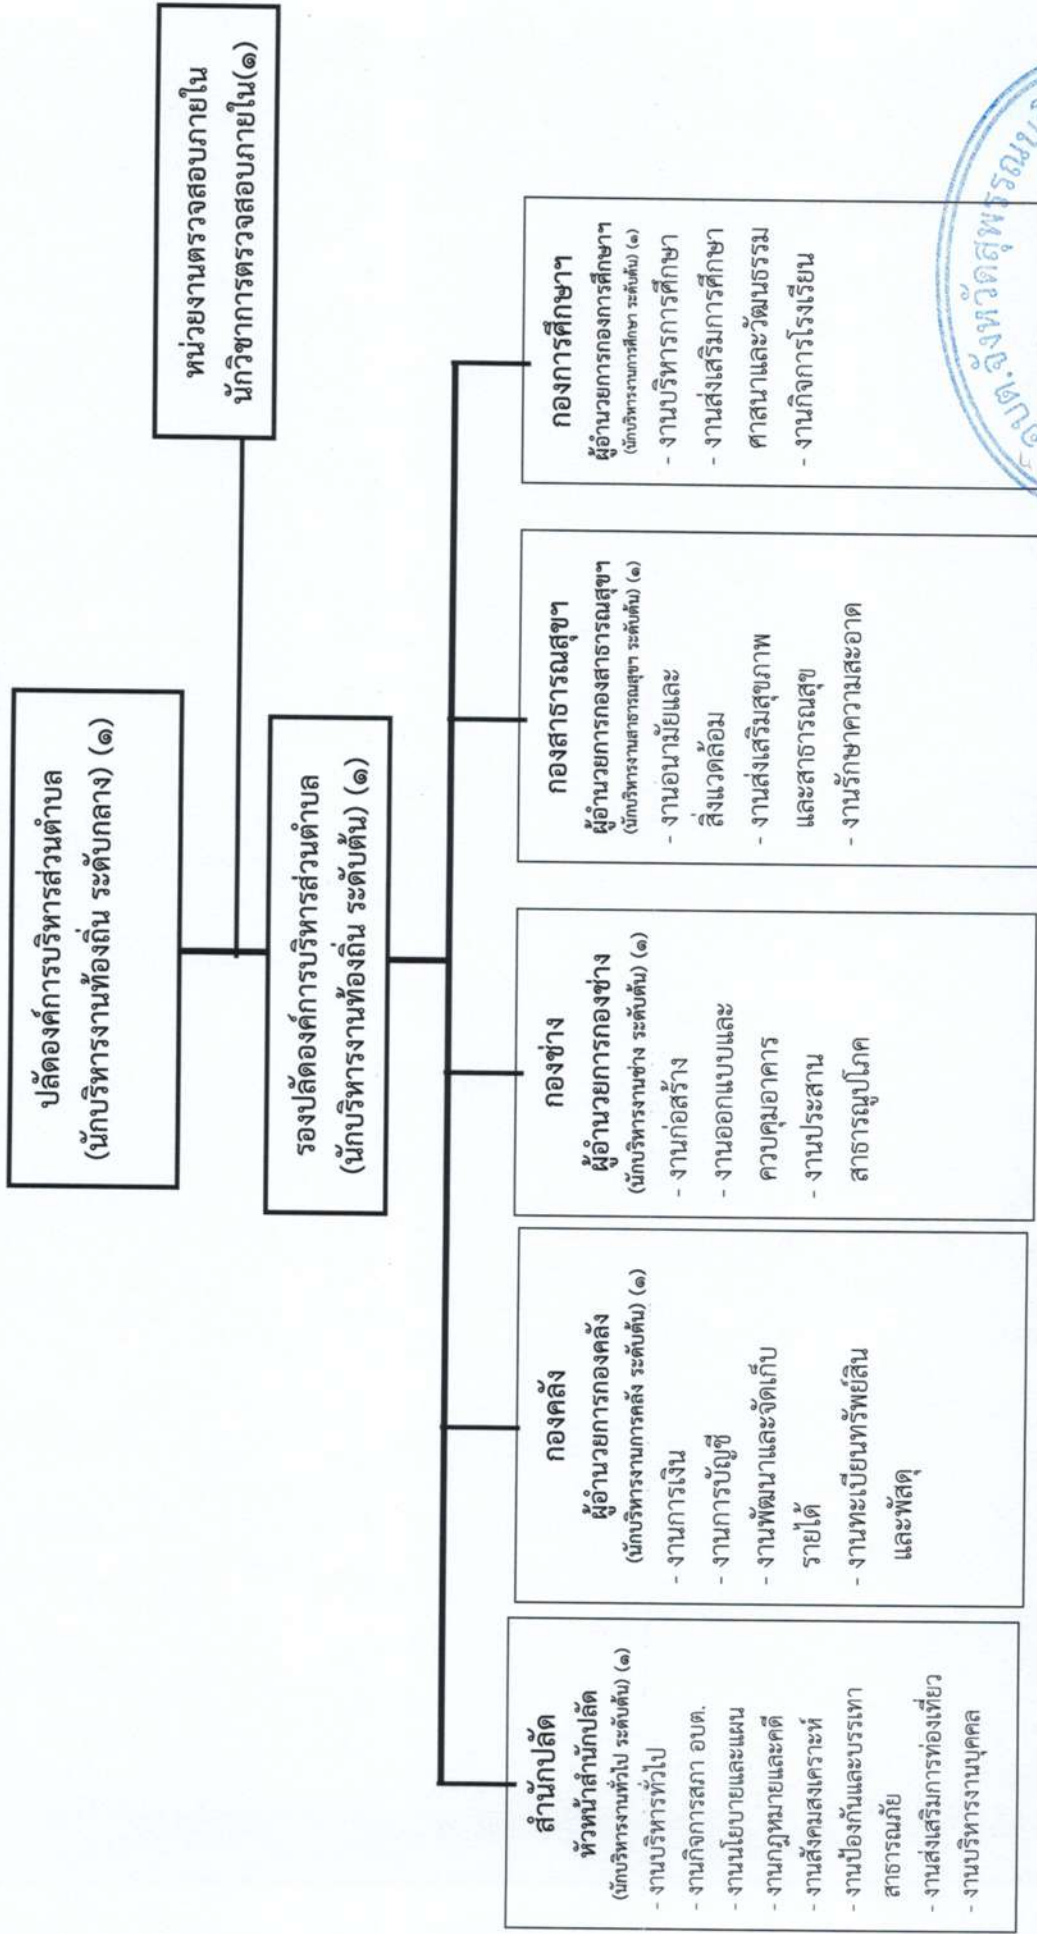 ปลัดองค์การบริหารส่วนตำบล
(นักบริหารงานท้องถิ่น ระดับกลาง) (๑)
หน่วยงานตรวจสอบภายใน
นักวิชาการตรวจสอบภายใน(๑)
รองปลัดองค์การบริหารส่วนตำบล
(นักบริหารงานท้องถิ่น ระดับต้น) (๑)
สำนักปลัด
หัวหน้าสำนักปลัด
(นักบริหารงานทั่วไป ระดับต้น) (๑)
- งานบริหารทั่วไป
- งานกิจการสภา อบต.
- งานนโยบายและแผน
- งานกฎหมายและคดี
- งานสังคมสงเคราะห์
- งานป้องกันและบรรเทา
สาธารณภัย
- งานส่งเสริมการท่องเที่ยว
- งานบริหารงานบุคคล
กองคลัง
ผู้อำนวยการกองคลัง
(นักบริหารงานการคลัง ระดับต้น) (๑)
- งานการเงิน
- งานการบัญชี
- งานพัฒนาและจัดเก็บ
รายได้
- งานทะเบียนทรัพย์สิน
และพัสดุ
กองช่าง
ผู้อำนวยการกองช่าง
(นักบริหารงานช่าง ระดับต้น) (๑)
- งานก่อสร้าง
- งานออกแบบและ
ควบคุมอาคาร
- งานประสาน
สาธารณูปโภค
กองสาธารณสุขฯ
ผู้อำนวยการกองสาธารณสุขฯ
(นักบริหารงานสาธารณสุขฯ ระดับต้น) (๑)
- งานอนามัยและ
สิ่งแวดล้อม
- งานส่งเสริมสุขภาพ
และสาธารณสุข
- งานรักษาความสะอาด
กองการศึกษาฯ
ผู้อำนวยการกองการศึกษาฯ
(นักบริหารงานการศึกษา ระดับต้น) (๑)
- งานบริหารการศึกษา
- งานส่งเสริมการศึกษา
ศาสนาและวัฒนธรรม
- งานกิจการโรงเรียน
อบต.จังหวัดสุพรรณบุรี